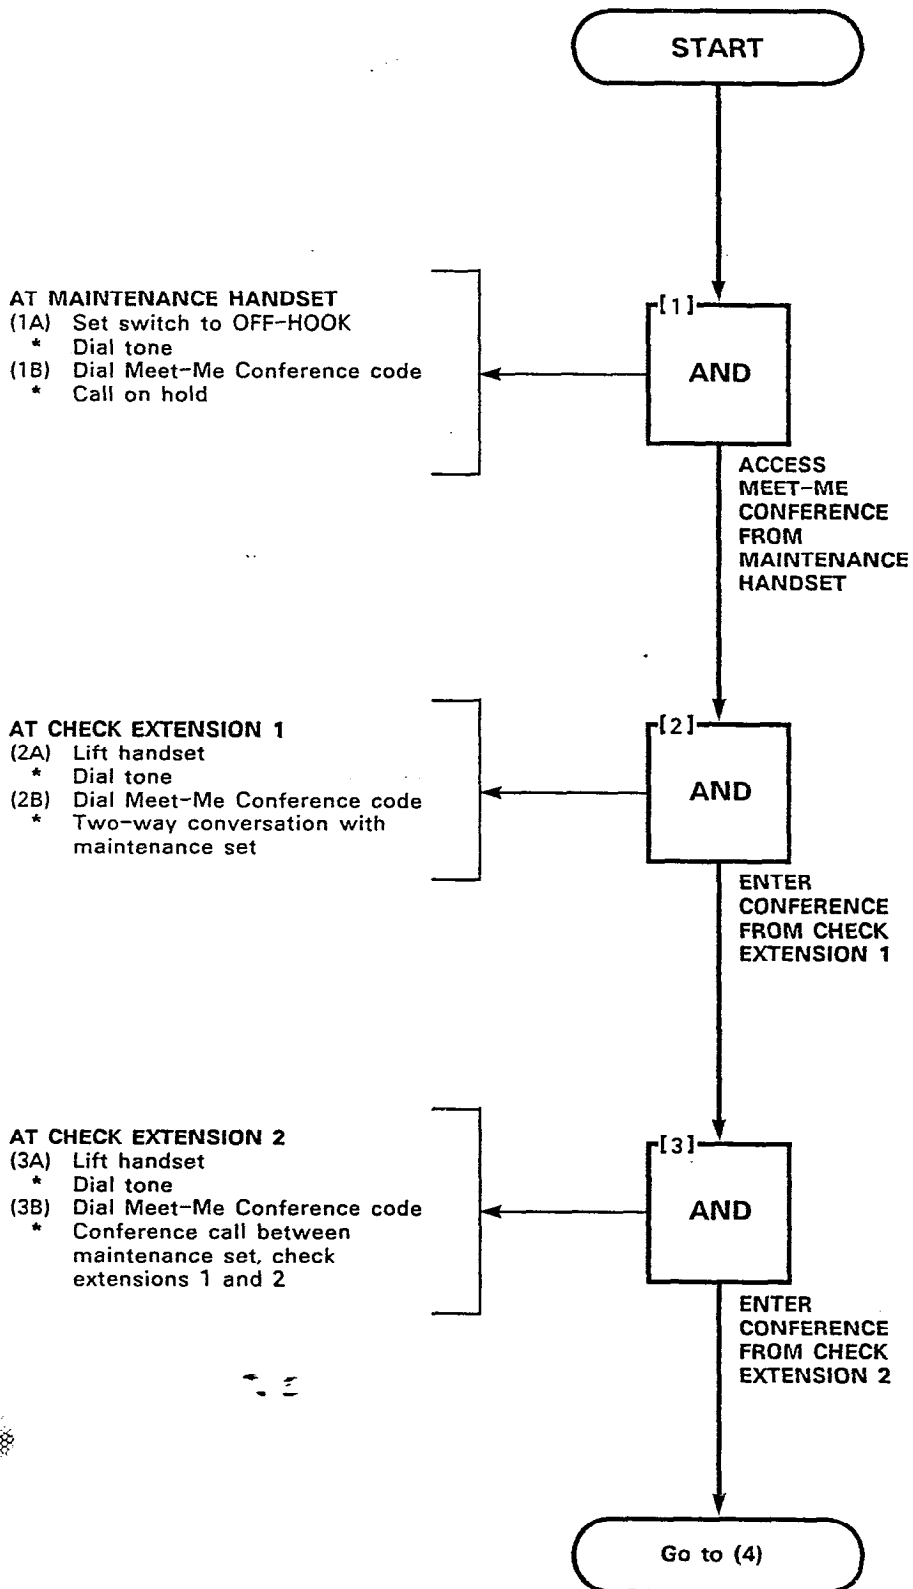 START
[1]
AND
AT MAINTENANCE HANDSET
(1A) Set switch to OFF-HOOK
* Dial tone
(1B) Dial Meet-Me Conference code
* Call on hold
ACCESS
MEET-ME
CONFERENCE
FROM
MAINTENANCE
HANDSET
[2]
AND
AT CHECK EXTENSION 1
(2A) Lift handset
* Dial tone
(2B) Dial Meet-Me Conference code
* Two-way conversation with
maintenance set
ENTER
CONFERENCE
FROM CHECK
EXTENSION 1
[3]
AND
AT CHECK EXTENSION 2
(3A) Lift handset
* Dial tone
(3B) Dial Meet-Me Conference code
* Conference call between
maintenance set, check
extensions 1 and 2
ENTER
CONFERENCE
FROM CHECK
EXTENSION 2
Go to (4)